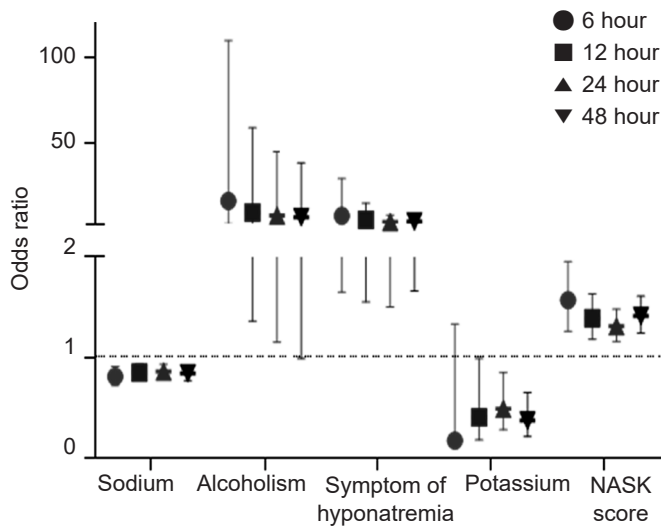 6 hour
12 hour
24 hour
48 hour
Odds ratio
100
50
2
1
0
Sodium
Alcoholism
Symptom of
hyponatremia
Potassium
NASK
score